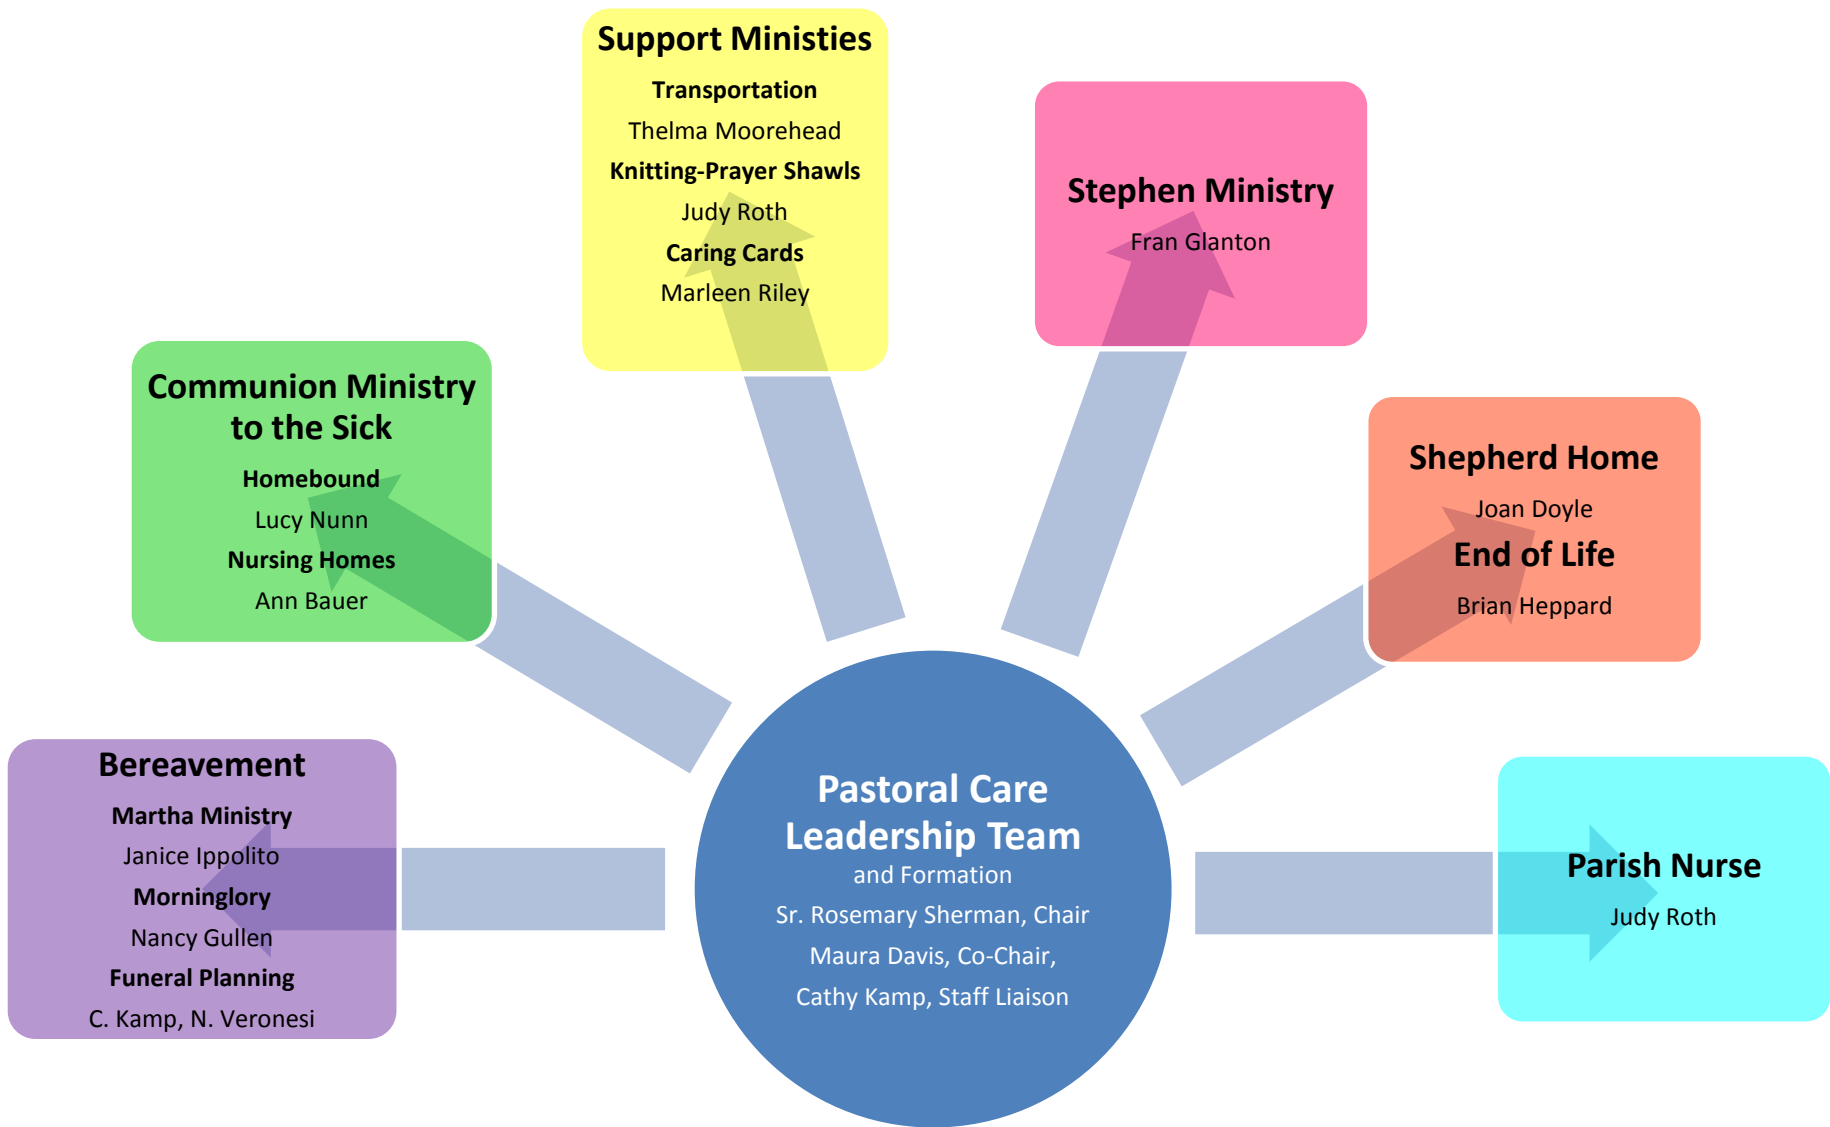 Support Ministies
Transportation
Thelma Moorehead
Knitting-Prayer Shawls
Judy Roth
Caring Cards
Marleen Riley
Stephen Ministry
Fran Glanton
Communion Ministry
to the Sick
Homebound
Lucy Nunn
Nursing Homes
Ann Bauer
Shepherd Home
Joan Doyle
End of Life
Brian Heppard
Bereavement
Martha Ministry
Janice Ippolito
Morninglory
Nancy Gullen
Funeral Planning
C. Kamp, N. Veronesi
Pastoral Care
Leadership Team
and Formation
Sr. Rosemary Sherman, Chair
Maura Davis, Co-Chair,
Cathy Kamp, Staff Liaison
Parish Nurse
Judy Roth